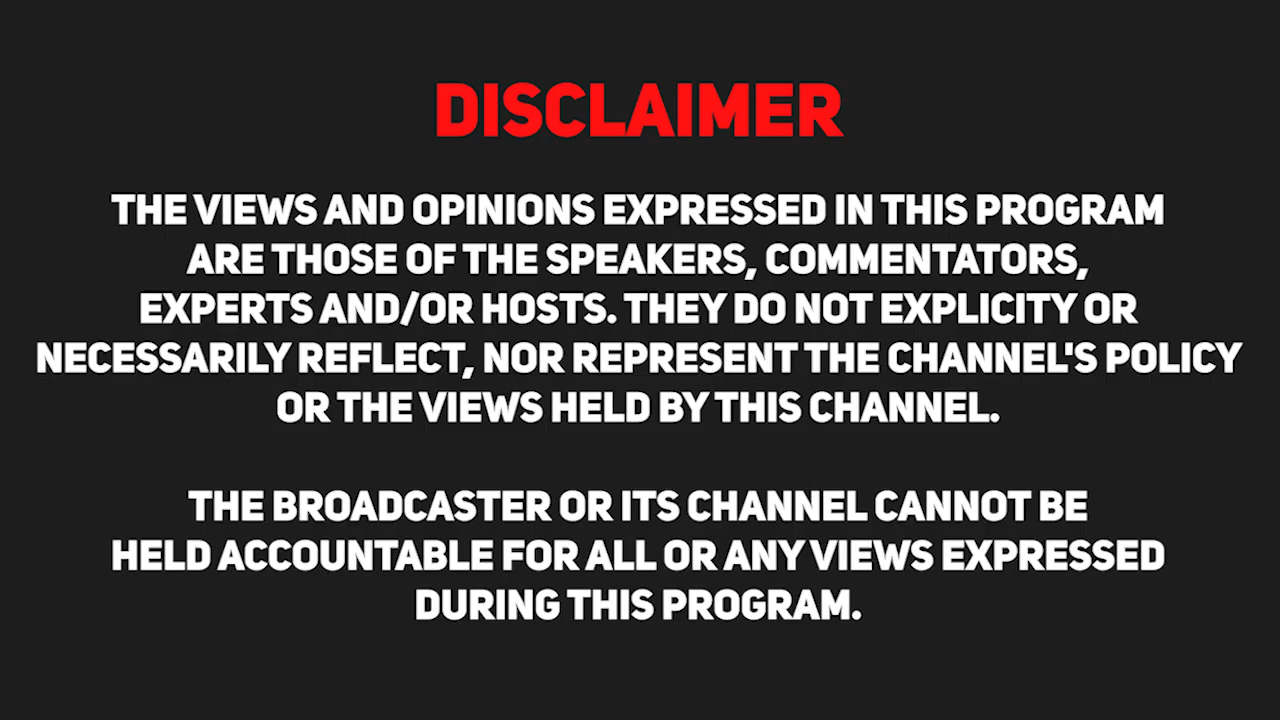 DISCLAIMER
THE VIEWS AND OPINIONS EXPRESSED IN THIS PROGRAM
ARE THOSE OF THE SPEAKERS, COMMENTATORS,
EXPERTS AND/OR HOSTS. THEY DO NOT EXPLICITY OR
NECESSARILY REFLECT, NOR REPRESENT THE CHANNEL'S POLICY
OR THE VIEWS HELD BY THIS CHANNEL.
THE BROADCASTER OR ITS CHANNEL CANNOT BE
HELD ACCOUNTABLE FOR ALL OR ANY VIEWS EXPRESSED
DURING THIS PROGRAM.